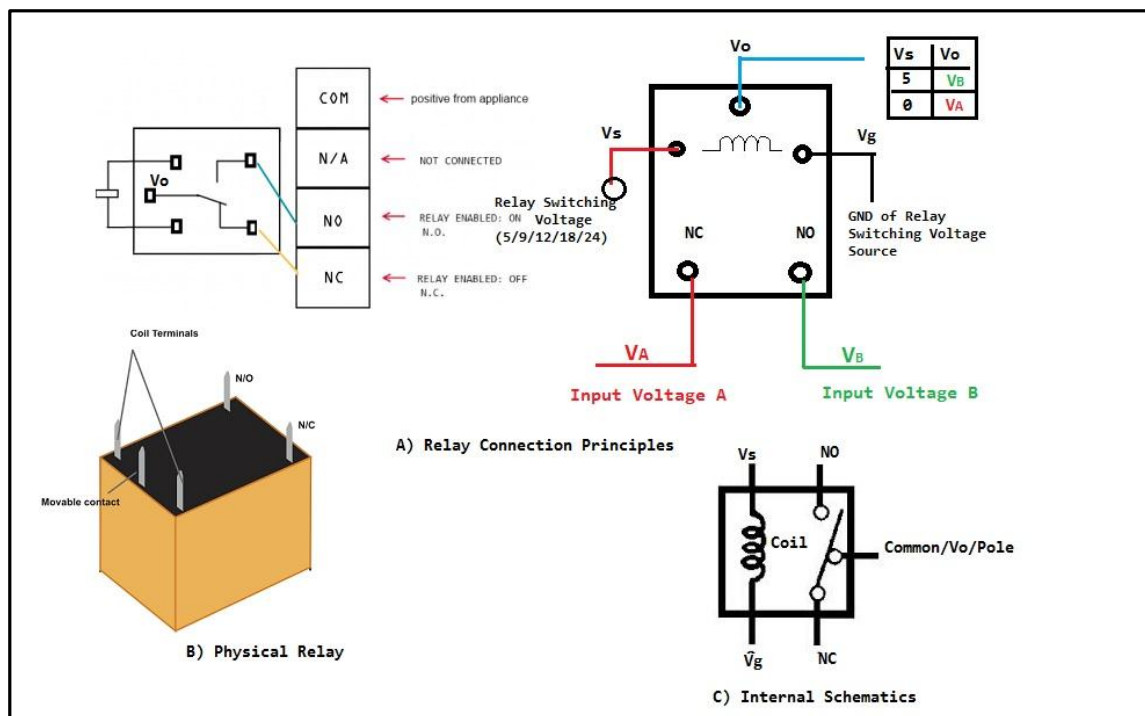 COM
positive from appliance
N/A
NOT CONNECTED
NO
RELAY ENABLED: ON
N.O.
NC
RELAY ENABLED: OFF
N.C.
Vo
Vo
Vs Vo
5 VB
0 VA
Vs
Vg
Relay Switching
Voltage
(5/9/12/18/24)
GND of Relay
Switching Voltage
Source
NC
NO
VA
VB
Input Voltage A
Input Voltage B
A) Relay Connection Principles
Coil Terminals
N/O
N/C
Movable contact
B) Physical Relay
Vs
NO
Coil
Common/Vo/Pole
Vg
NC
C) Internal Schematics